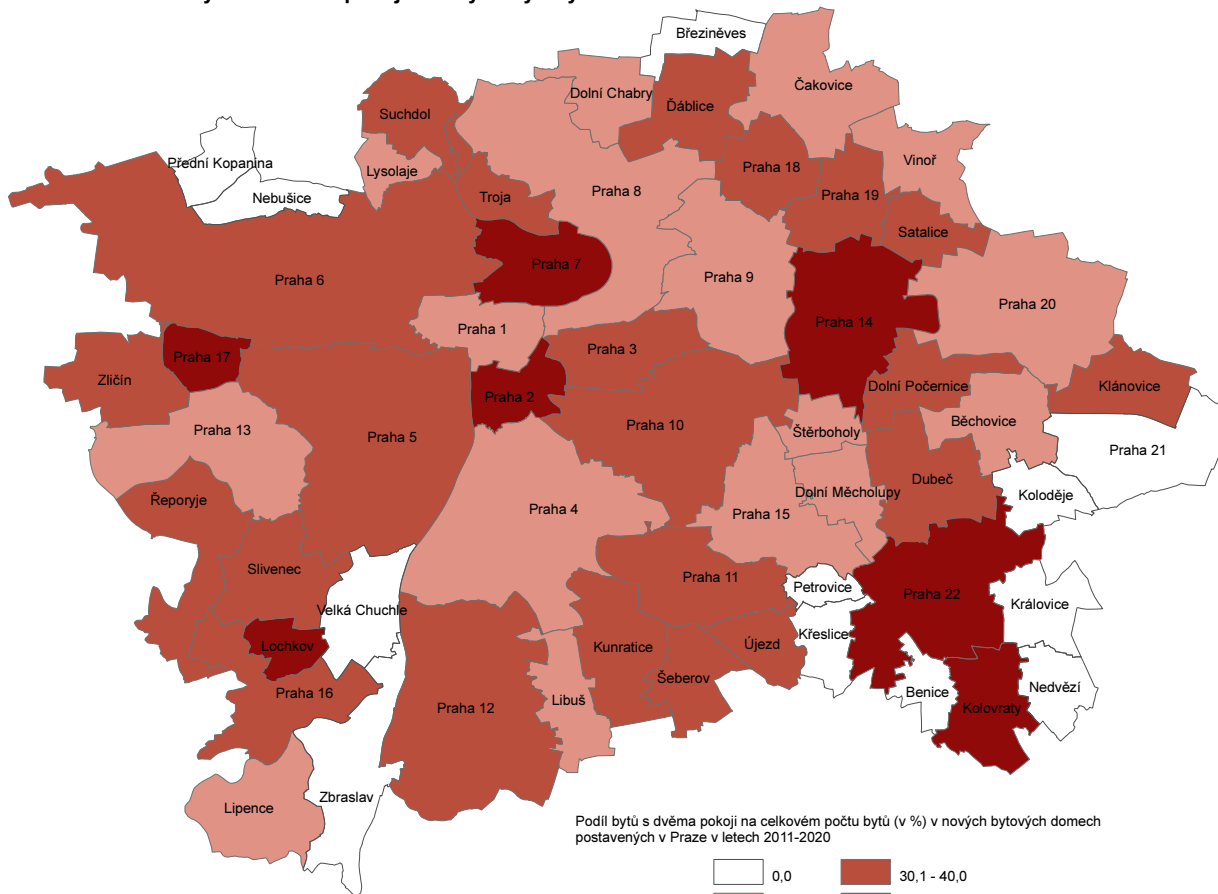 Březiněves
Dolní Chabry
Čakovice
Ďáblice
Suchdol
Přední Kopanina
Lysolaje
Vinoř
Praha 18
Nebušice
Praha 8
Troja
Praha 19
Satalice
Praha 7
Praha 6
Praha 9
Praha 20
Praha 14
Praha 1
Praha 3
Praha 17
Zličín
Dolní Počernice
Klánovice
Praha 2
Praha 13
Praha 5
Praha 10
Štěrboholy
Běchovice
Praha 21
Řeporyje
Dolní Měcholupy
Dubeč
Koloděje
Praha 4
Praha 15
Slivenec
Praha 11
Petrovice
Praha 22
Královice
Velká Chuchle
Křeslice
Lochkov
Kunratice
Újezd
Šeberov
Praha 16
Benice
Nedvězí
Praha 12
Libuš
Kolovraty
Zbraslav
Lipence
Podíl bytů s dvěma pokoji na celkovém počtu bytů (v %) v nových bytových domech
postavených v Praze v letech 2011-2020
0,0
30,1 - 40,0